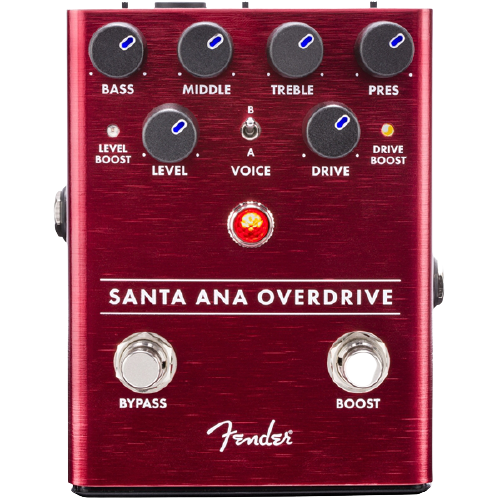 BASS MIDDLE TREBLE PRES
B
LEVEL BOOST
DRIVE BOOST
A
LEVEL VOICE DRIVE
SANTA ANA OVERDRIVE
BYPASS BOOST
Fender